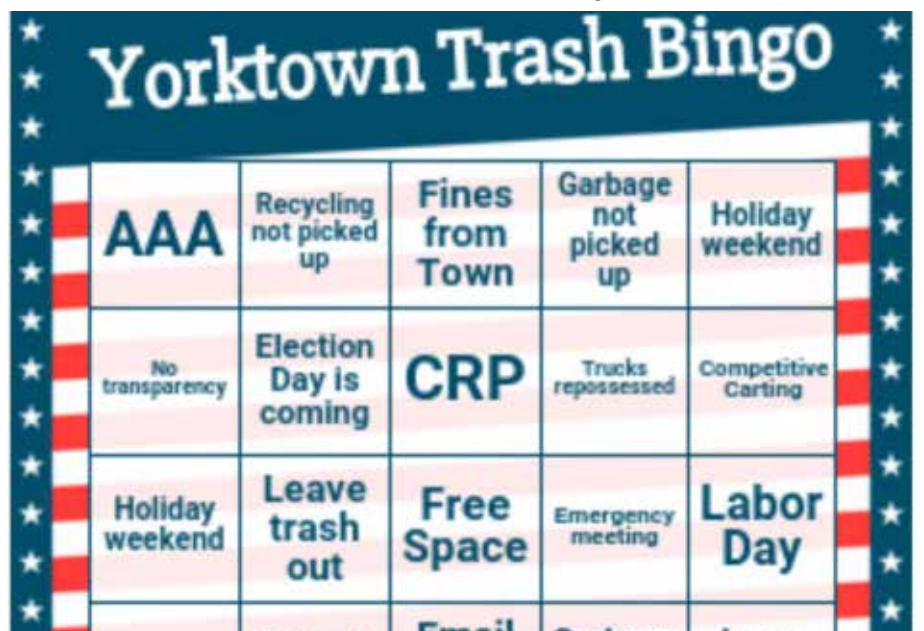 Yorktown Trash Bingo
AAA
Recycling
not picked
up
Fines
from
Town
Garbage
not
picked
up
Holiday
weekend
No
transparency
Election
Day is
coming
CRP
Trucks
repossessed
Competitive
Carting
Holiday
weekend
Leave
trash
out
Free
Space
Emergency
meeting
Labor
Day
Email